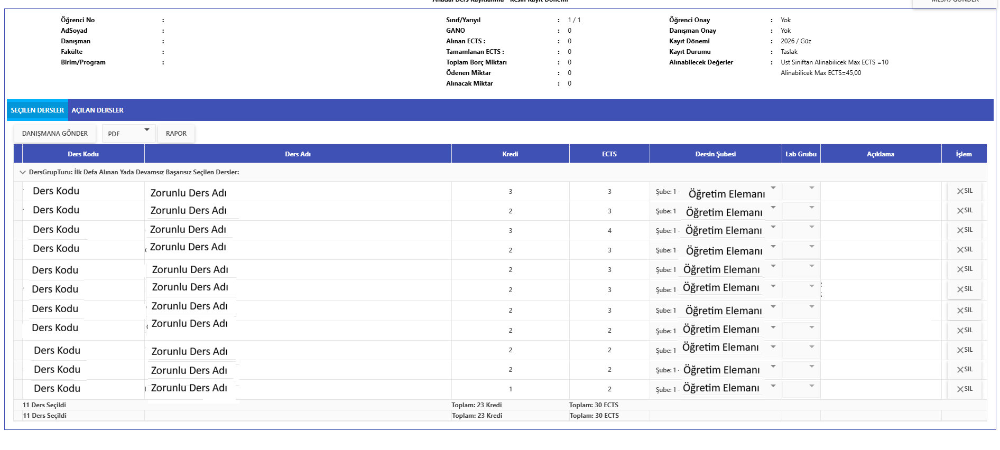 Anadal Ders Kayıtlanma - Kesin Kayıt Dönemi
MESAJ GÖNDER
Öğrenci No :
AdSoyad :
Danışman :
Fakülte :
Birim/Program :
Sınıf/Yarıyıl : 1 / 1
GANO : 0
Alınan ECTS : : 0
Tamamlanan ECTS : : 0
Toplam Borç Miktarı : 0
Ödenen Miktar : 0
Alınacak Miktar : 0
Öğrenci Onay : Yok
Danışman Onay : Yok
Kayıt Dönemi : 2026 / Güz
Kayıt Durumu : Taslak
Alınabilecek Değerler : Ust Siniftan Alinabilicek Max ECTS =10
Alinabilicek Max ECTS=45,00
SEÇILEN DERSLER AÇILAN DERSLER
DANIŞMANA GÖNDER PDF RAPOR
Ders Kodu Ders Adı Kredi ECTS Dersin Şubesi Lab Grubu Açıklama İşlem
DersGrupTuru: İlk Defa Alınan Yada Devamsız Başarısız Seçilen Dersler:
Ders Kodu Zorunlu Ders Adı 3 3 Şube: 1 - Öğretim Elemanı SIL
Ders Kodu Zorunlu Ders Adı 2 3 Şube: 1 Öğretim Elemanı SIL
Ders Kodu Zorunlu Ders Adı 3 4 Şube: 1 - Öğretim Elemanı SIL
Ders Kodu Zorunlu Ders Adı 2 3 Şube: 1 Öğretim Elemanı SIL
Ders Kodu Zorunlu Ders Adı 2 3 Şube: 1 Öğretim Elemanı SIL
Ders Kodu Zorunlu Ders Adı 2 3 Şube: 1 Öğretim Elemanı SIL
Ders Kodu Zorunlu Ders Adı 2 3 Şube: 1 Öğretim Elemanı SIL
Ders Kodu Zorunlu Ders Adı 2 2 Şube: 1 Öğretim Elemanı SIL
Ders Kodu Zorunlu Ders Adı 2 2 Şube: 1 Öğretim Elemanı SIL
Ders Kodu Zorunlu Ders Adı 2 2 Şube: 1 - Öğretim Elemanı SIL
Ders Kodu Zorunlu Ders Adı 1 2 Şube: 1 - Öğretim Elemanı SIL
11 Ders Seçildi Toplam: 23 Kredi Toplam: 30 ECTS
11 Ders Seçildi Toplam: 23 Kredi Toplam: 30 ECTS